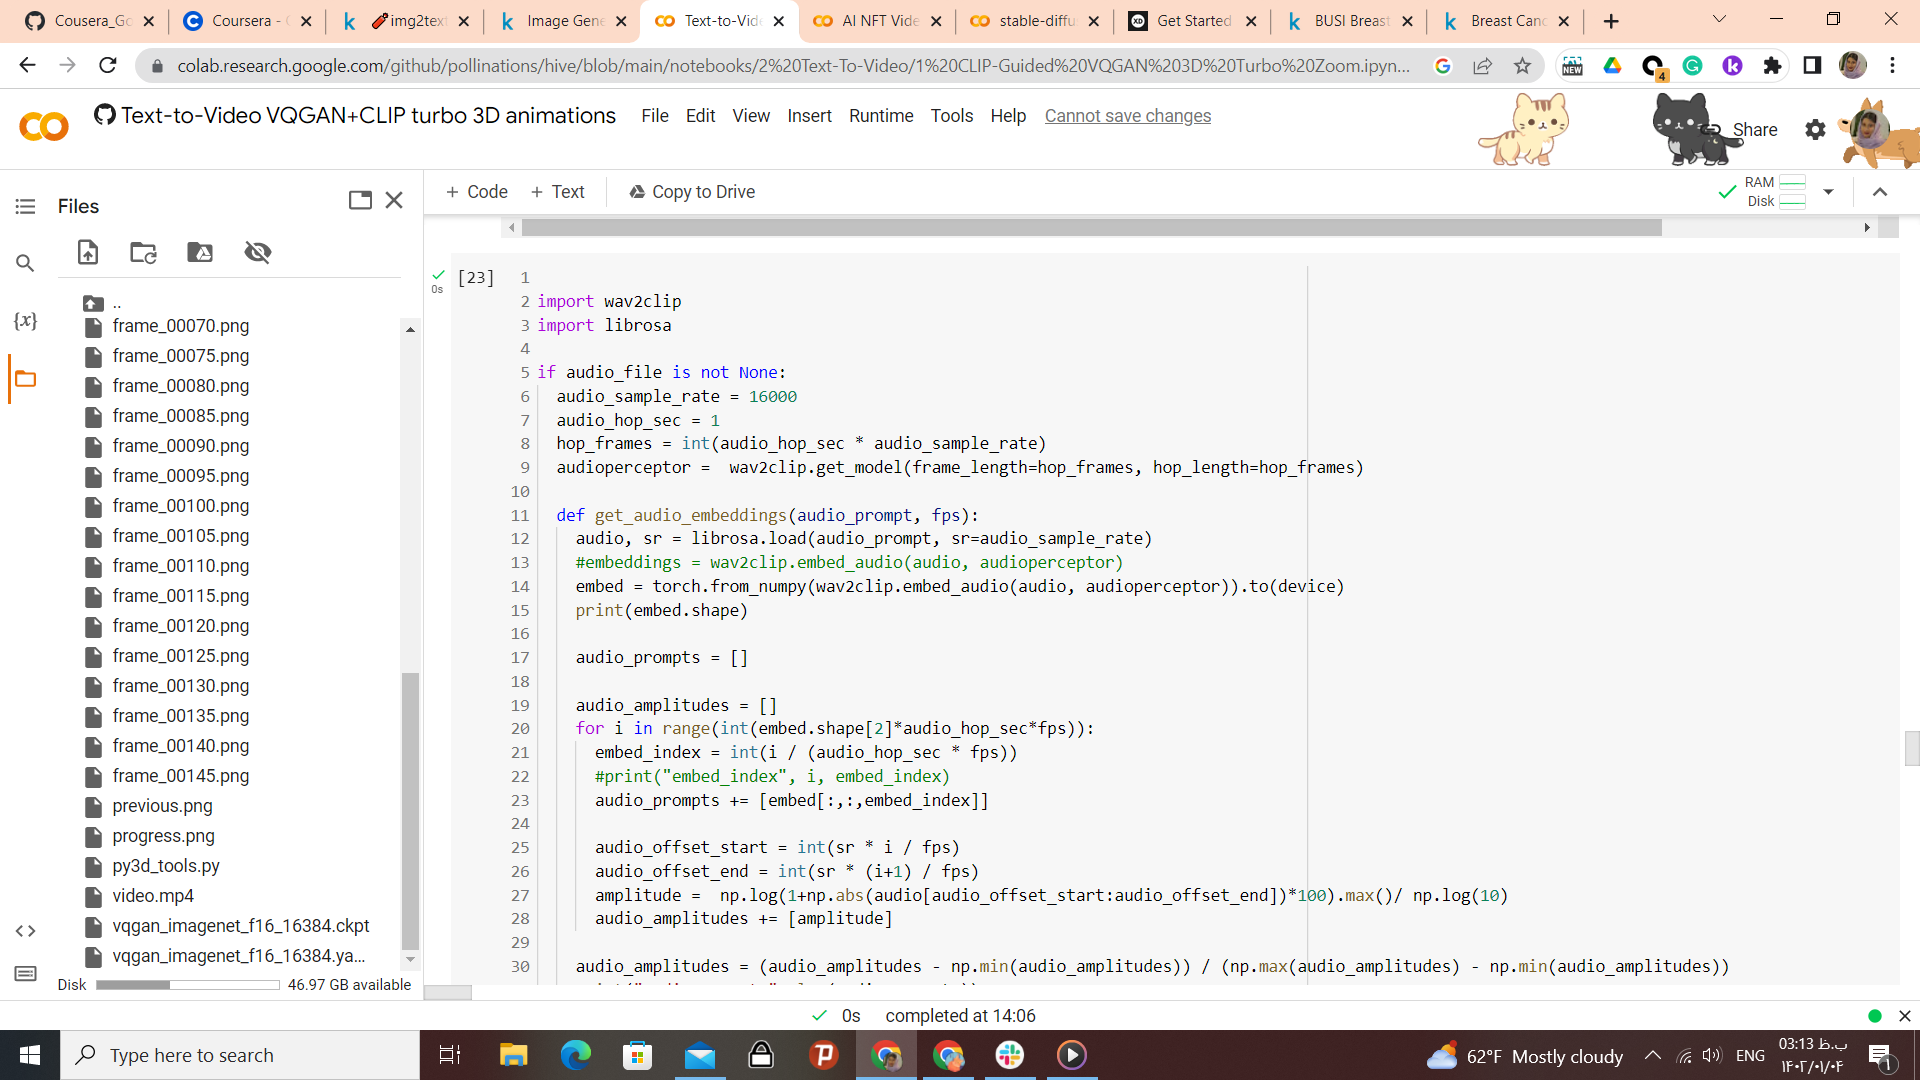 Cousera_Go
Coursera -
img2text
Image Gene
Text-to-Vid
AI NFT Vide
stable-diffu
Get Started
BUSI Breast
Breast Canc
colab.research.google.com/github/pollinations/hive/blob/main/notebooks/2%20Text-To-Video/1%20CLIP-Guided%20VQGAN%203D%20Turbo%20Zoom.ipyn...
NEW
4
Text-to-Video VQGAN+CLIP turbo 3D animations
File Edit View Insert Runtime Tools Help Cannot save changes
Share
+ Code + Text Copy to Drive
RAM
Disk
Files
..
frame_00070.png
frame_00075.png
frame_00080.png
frame_00085.png
frame_00090.png
frame_00095.png
frame_00100.png
frame_00105.png
frame_00110.png
frame_00115.png
frame_00120.png
frame_00125.png
frame_00130.png
frame_00135.png
frame_00140.png
frame_00145.png
previous.png
progress.png
py3d_tools.py
video.mp4
vqgan_imagenet_f16_16384.ckpt
vqgan_imagenet_f16_16384.ya...
Disk 46.97 GB available
0s
[23]
1
2 import wav2clip
3 import librosa
4
5 if audio_file is not None:
6 audio_sample_rate = 16000
7 audio_hop_sec = 1
8 hop_frames = int(audio_hop_sec * audio_sample_rate)
9 audioperceptor =  wav2clip.get_model(frame_length=hop_frames, hop_length=hop_frames)
10
11 def get_audio_embeddings(audio_prompt, fps):
12 audio, sr = librosa.load(audio_prompt, sr=audio_sample_rate)
13 #embeddings = wav2clip.embed_audio(audio, audioperceptor)
14 embed = torch.from_numpy(wav2clip.embed_audio(audio, audioperceptor)).to(device)
15 print(embed.shape)
16
17 audio_prompts = []
18
19 audio_amplitudes = []
20 for i in range(int(embed.shape[2]*audio_hop_sec*fps)):
21 embed_index = int(i / (audio_hop_sec * fps))
22 #print("embed_index", i, embed_index)
23 audio_prompts += [embed[:,:,embed_index]]
24
25 audio_offset_start = int(sr * i / fps)
26 audio_offset_end = int(sr * (i+1) / fps)
27 amplitude =  np.log(1+np.abs(audio[audio_offset_start:audio_offset_end])*100).max()/ np.log(10)
28 audio_amplitudes += [amplitude]
29
30 audio_amplitudes = (audio_amplitudes - np.min(audio_amplitudes)) / (np.max(audio_amplitudes) - np.min(audio_amplitudes))
0s completed at 14:06
Type here to search
62°F Mostly cloudy
ENG
03:13 ب.ظ
۱۴۰۲/۰۱/۰۴
1